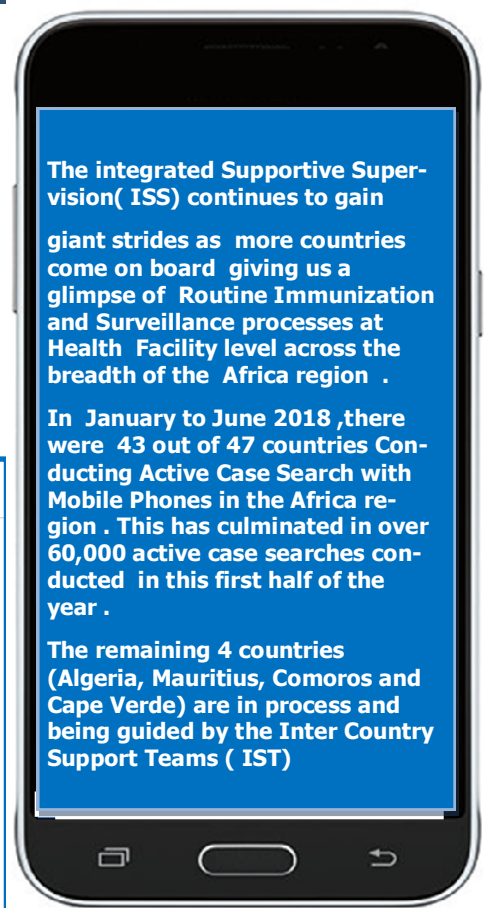 The integrated Supportive Super-
vision( ISS) continues to gain
giant strides as  more countries
come on board  giving us a
glimpse of  Routine Immunization
and Surveillance processes at
Health  Facility level across the
breadth of the  Africa region  .
In  January to June 2018 ,there
were  43 out of 47 countries Con-
ducting Active Case Search with
Mobile Phones in the Africa re-
gion . This has culminated in over
60,000 active case searches con-
ducted  in this first half of the
year .
The remaining 4 countries
(Algeria, Mauritius, Comoros and
Cape Verde) are in process and
being guided by the Inter Country
Support Teams ( IST)